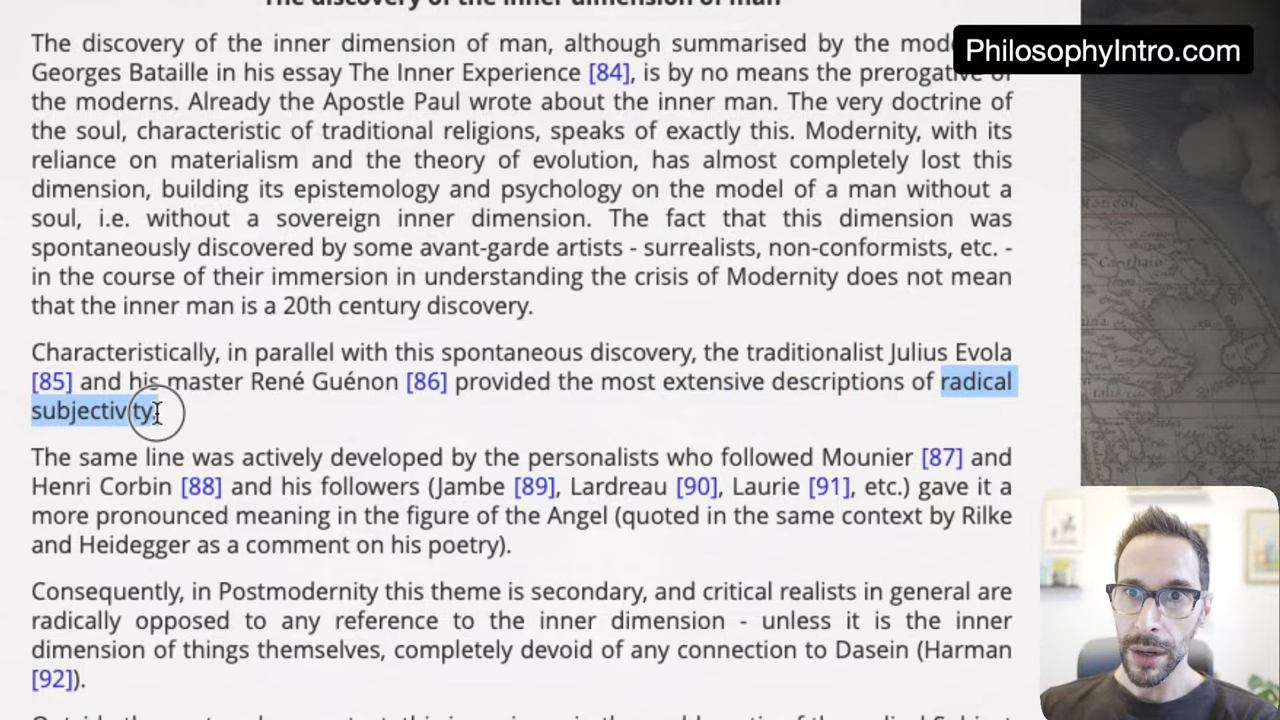 The discovery of the inner dimension of man
PhilosophyIntro.com
The discovery of the inner dimension of man, although summarised by the
Georges Bataille in his essay The Inner Experience [84], is by no means the prerogative of
the moderns. Already the Apostle Paul wrote about the inner man. The very doctrine of
the soul, characteristic of traditional religions, speaks of exactly this. Modernity, with its
reliance on materialism and the theory of evolution, has almost completely lost this
dimension, building its epistemology and psychology on the model of a man without a
soul, i.e. without a sovereign inner dimension. The fact that this dimension was
spontaneously discovered by some avant-garde artists - surrealists, non-conformists, etc. -
in the course of their immersion in understanding the crisis of Modernity does not mean
that the inner man is a 20th century discovery.
Characteristically, in parallel with this spontaneous discovery, the traditionalist Julius Evola
[85] and his master René Guénon [86] provided the most extensive descriptions of radical
subjectivity.
The same line was actively developed by the personalists who followed Mounier [87] and
Henri Corbin [88] and his followers (Jambe [89], Lardreau [90], Laurie [91], etc.) gave it a
more pronounced meaning in the figure of the Angel (quoted in the same context by Rilke
and Heidegger as a comment on his poetry).
Consequently, in Postmodernity this theme is secondary, and critical realists in general are
radically opposed to any reference to the inner dimension - unless it is the inner
dimension of things themselves, completely devoid of any connection to Dasein (Harman
[92]).